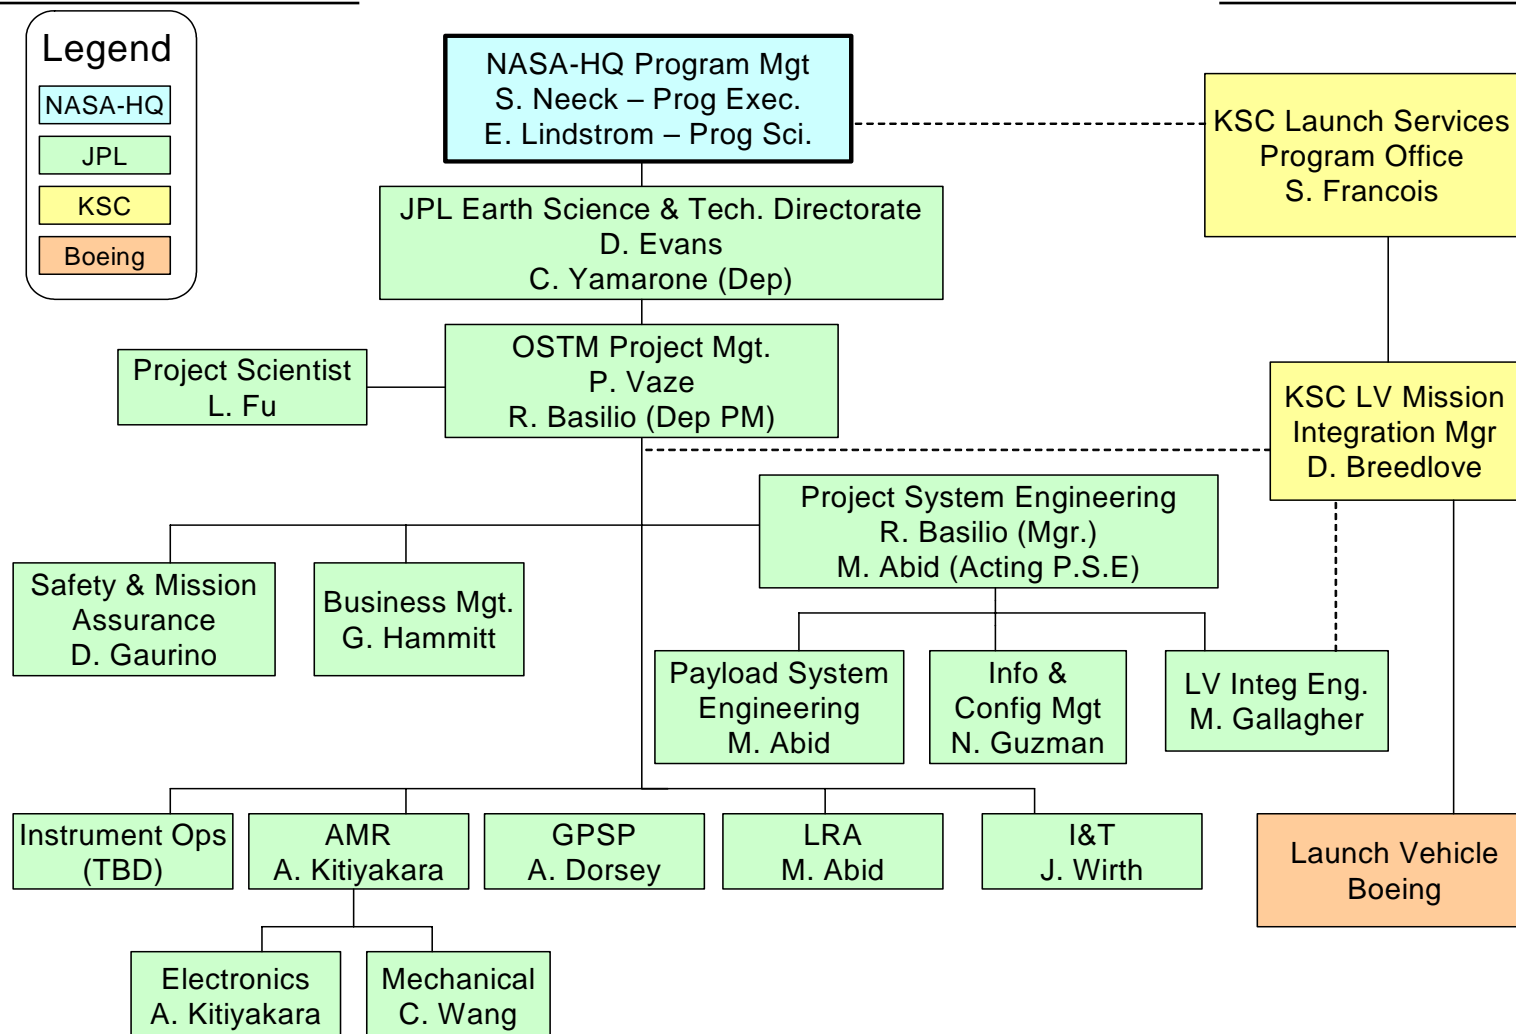 Legend
NASA-HQ
JPL
KSC
Boeing
NASA-HQ Program Mgt
S. Neeck – Prog Exec.
E. Lindstrom – Prog Sci.
KSC Launch Services
Program Office
S. Francois
JPL Earth Science & Tech. Directorate
D. Evans
C. Yamarone (Dep)
Project Scientist
L. Fu
OSTM Project Mgt.
P. Vaze
R. Basilio (Dep PM)
KSC LV Mission
Integration Mgr
D. Breedlove
Project System Engineering
R. Basilio (Mgr.)
M. Abid (Acting P.S.E)
Safety & Mission
Assurance
D. Gaurino
Business Mgt.
G. Hammitt
Payload System
Engineering
M. Abid
Info &
Config Mgt
N. Guzman
LV Integ Eng.
M. Gallagher
Instrument Ops
(TBD)
AMR
A. Kitiyakara
GPSP
A. Dorsey
LRA
M. Abid
I&T
J. Wirth
Launch Vehicle
Boeing
Electronics
A. Kitiyakara
Mechanical
C. Wang